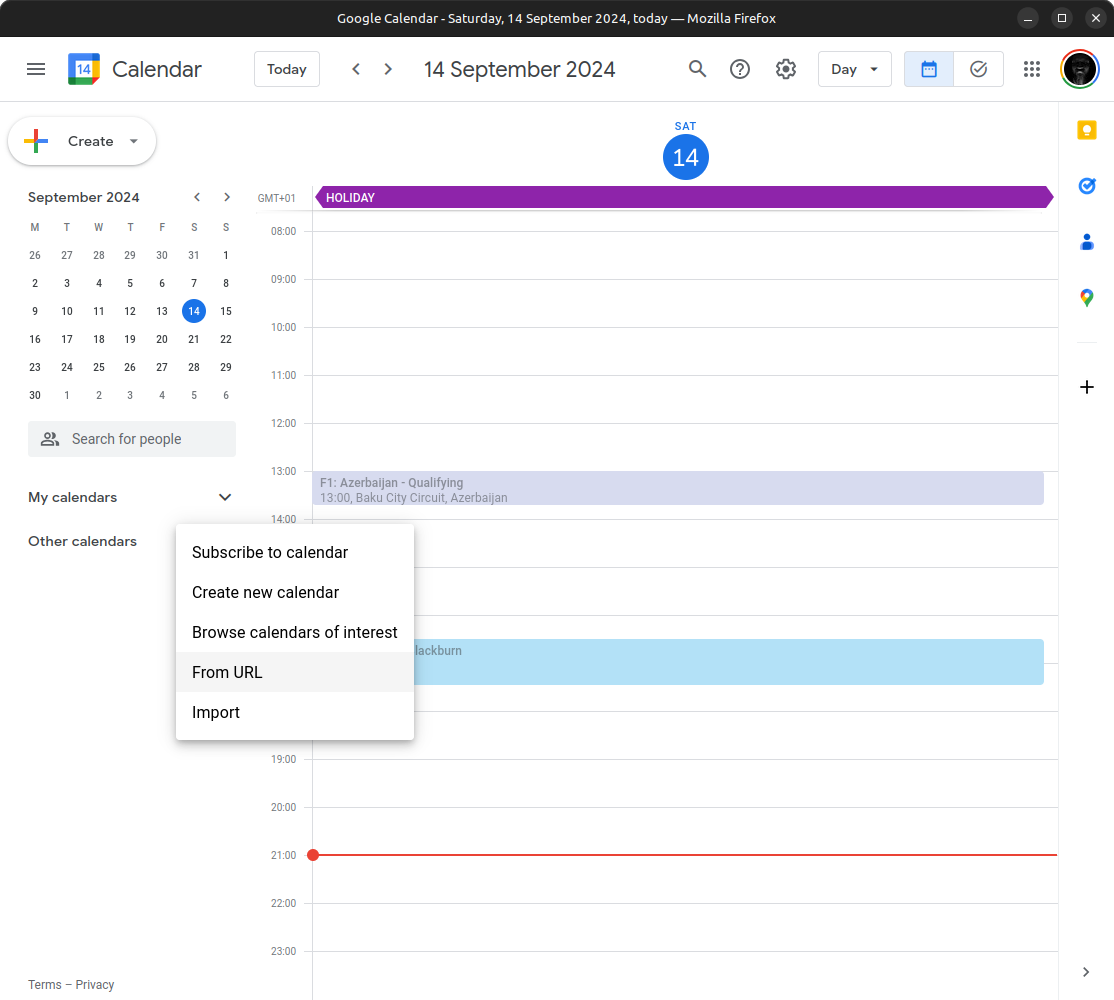 Google Calendar - Saturday, 14 September 2024, today — Mozilla Firefox
14 Calendar Today 14 September 2024 Day
Create
SAT
14
September 2024
GMT+01 HOLIDAY
M T W T F S S
26 27 28 29 30 31 1
2 3 4 5 6 7 8
9 10 11 12 13 14 15
16 17 18 19 20 21 22
23 24 25 26 27 28 29
30 1 2 3 4 5 6
Search for people
My calendars
Other calendars
Subscribe to calendar
Create new calendar
Browse calendars of interest
From URL
Import
08:00
09:00
10:00
11:00
12:00
13:00
F1: Azerbaijan - Qualifying
13:00, Baku City Circuit, Azerbaijan
14:00
lackburn
19:00
20:00
21:00
22:00
23:00
Terms – Privacy